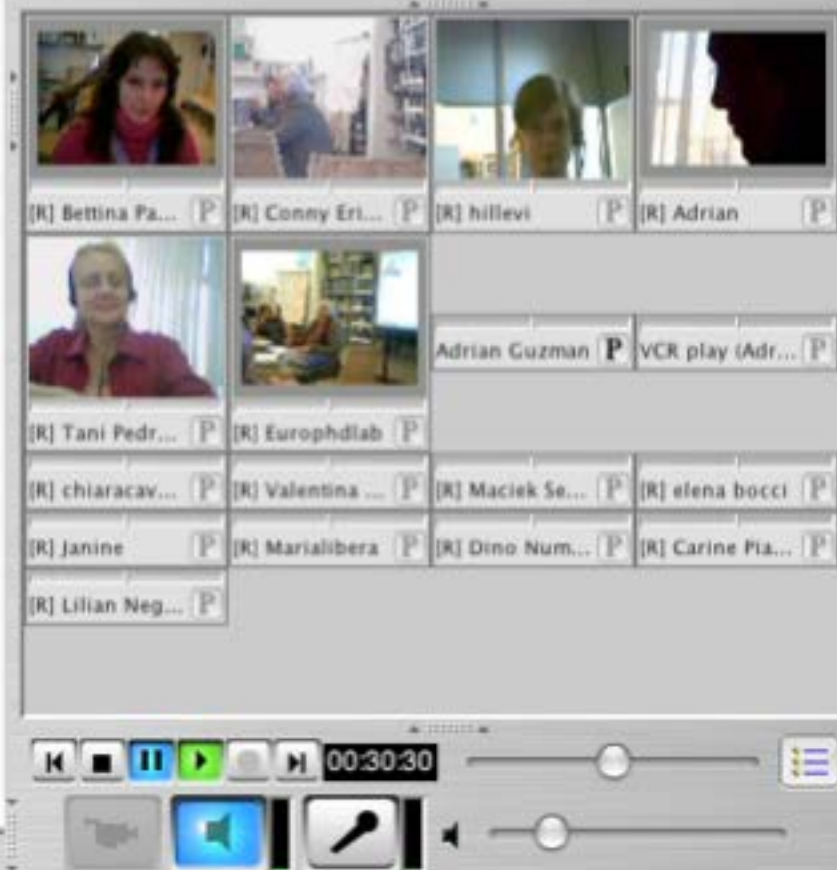 [R] Bettina Pa... P [R] Conny Eri... P [R] hillevi P [R] Adrian P
[R] Tani Pedr... P [R] Europhdlab P Adrian Guzman P VCR play (Adr... P
[R] chiaracav... P [R] Valentina ... P [R] Maciek Se... P [R] elena bocci P
[R] Janine P [R] Marialibera P [R] Dino Num... P [R] Carine Pia... P
[R] Lilian Neg... P
00:30:30